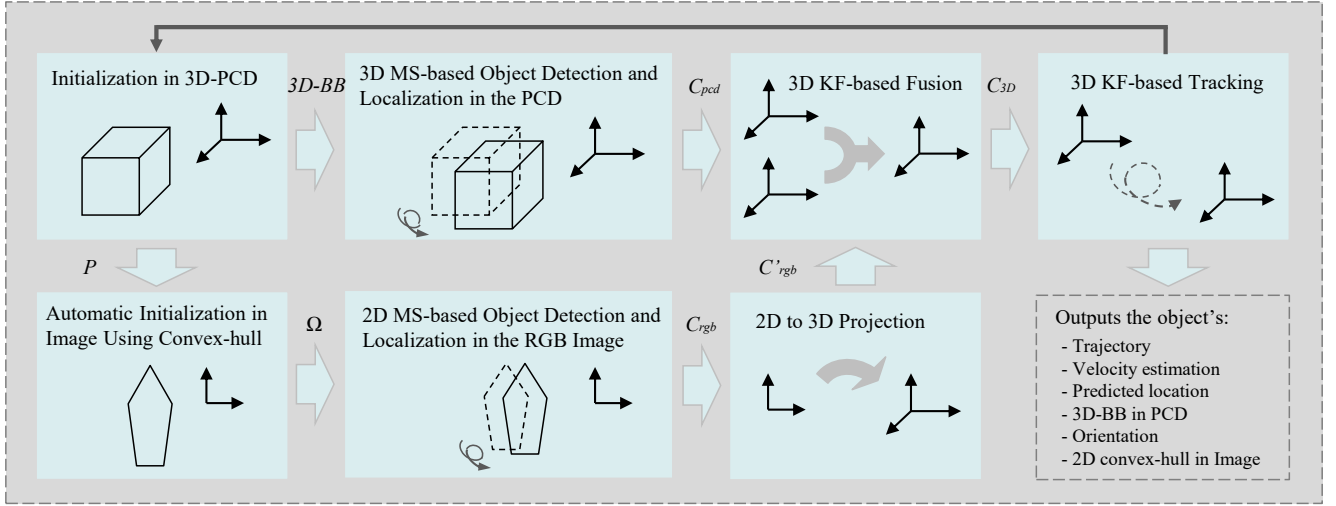 Initialization in 3D-PCD
3D-BB
3D MS-based Object Detection and
Localization in the PCD
Cpcd
3D KF-based Fusion
C3D
3D KF-based Tracking
P
C'rgb
Automatic Initialization in
Image Using Convex-hull
Ω
2D MS-based Object Detection and
Localization in the RGB Image
Crgb
2D to 3D Projection
Outputs the object's:
- Trajectory
- Velocity estimation
- Predicted location
- 3D-BB in PCD
- Orientation
- 2D convex-hull in Image